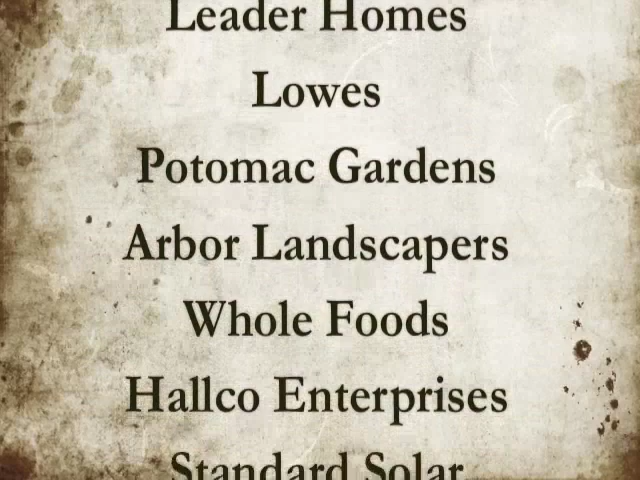 Leader Homes
Lowes
Potomac Gardens
Arbor Landscapers
Whole Foods
Hallco Enterprises
Standard Solar